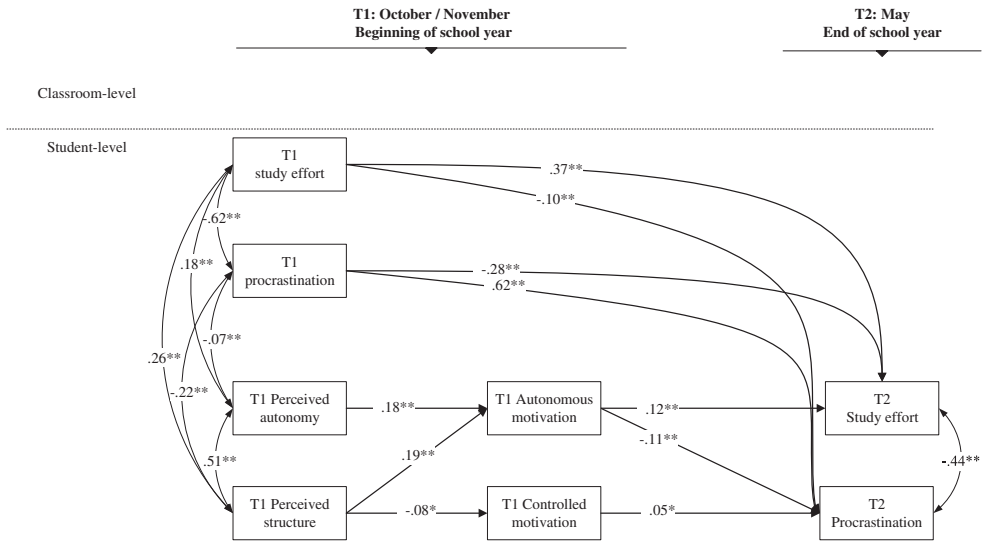 T1: October / November
Beginning of school year
T2: May
End of school year
Classroom-level
Student-level
T1
study effort
.37**
-.10**
-.62**
.18**
T1
procrastination
-.28**
.62**
-.07**
.26**
-.22**
T1 Perceived
autonomy
.18**
T1 Autonomous
motivation
.12**
T2
Study effort
-.11**
.51**
.19**
-.44**
T1 Perceived
structure
-.08*
T1 Controlled
motivation
.05*
T2
Procrastination